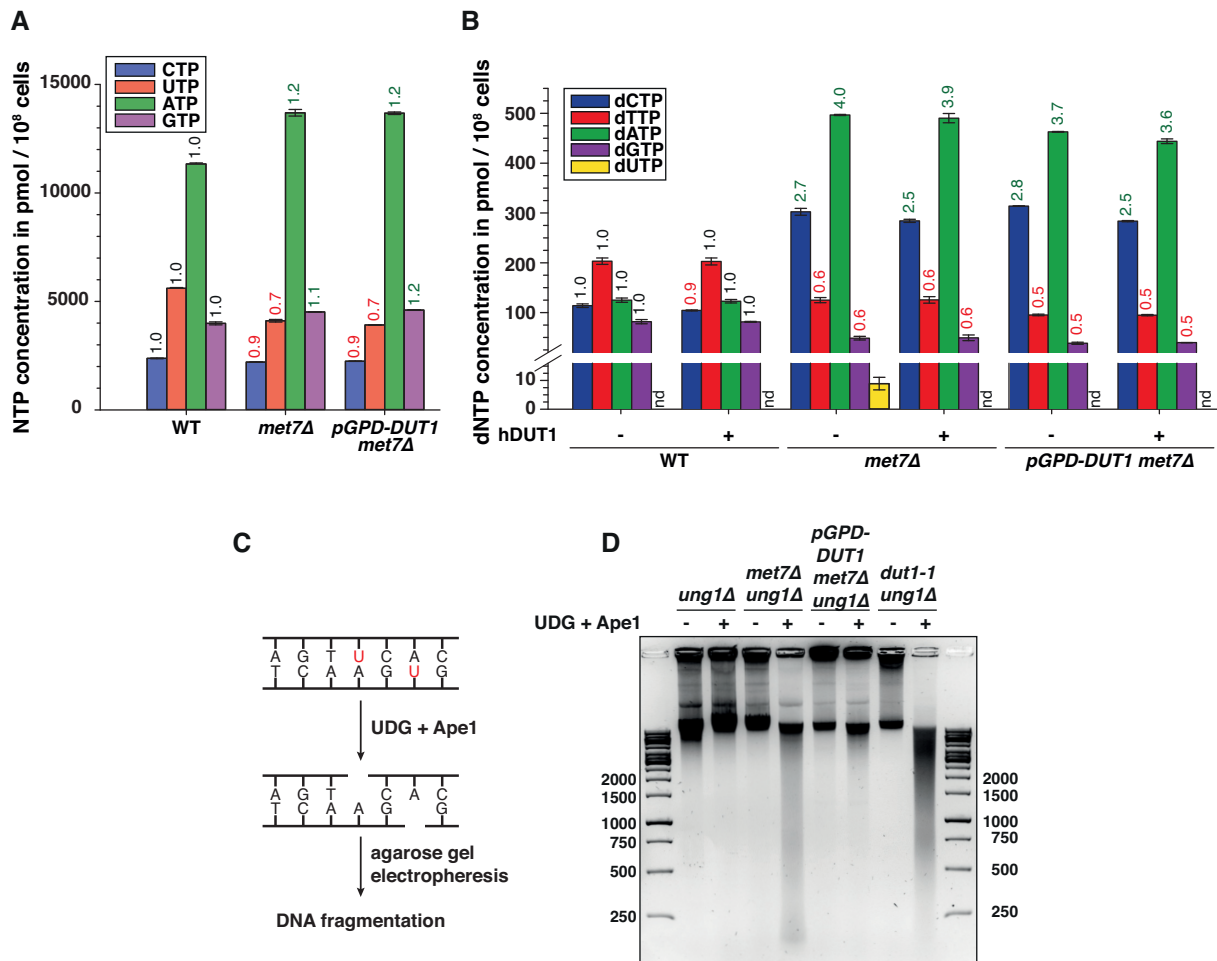 A
NTP concentration in pmol / 10⁸ cells
CTP
UTP
ATP
GTP
15000
10000
5000
0
1.0
1.0
1.0
1.0
0.9
0.7
1.2
1.1
0.9
0.7
1.2
1.2
WT
met7Δ
pGPD-DUT1
met7Δ
B
dNTP concentration in pmol / 10⁸ cells
dCTP
dTTP
dATP
dGTP
dUTP
500
400
300
200
100
10
0
1.0
1.0
1.0
1.0
nd
0.9
1.0
1.0
1.0
nd
2.7
0.6
4.0
0.6
2.5
0.6
3.9
0.6
nd
2.8
0.5
3.7
0.5
nd
2.5
0.5
3.6
0.5
nd
hDUT1
-
+
-
+
-
+
WT
met7Δ
pGPD-DUT1 met7Δ
C
A G T U C A C
T C A A G U G
UDG + Ape1
A G T C A C
T C A A G G
agarose gel
electropheresis
DNA fragmentation
D
ung1Δ
met7Δ
ung1Δ
pGPD-
DUT1
met7Δ
ung1Δ
dut1-1
ung1Δ
UDG + Ape1
- + - + - + - +
2000
1500
1000
750
500
250
2000
1500
1000
750
500
250